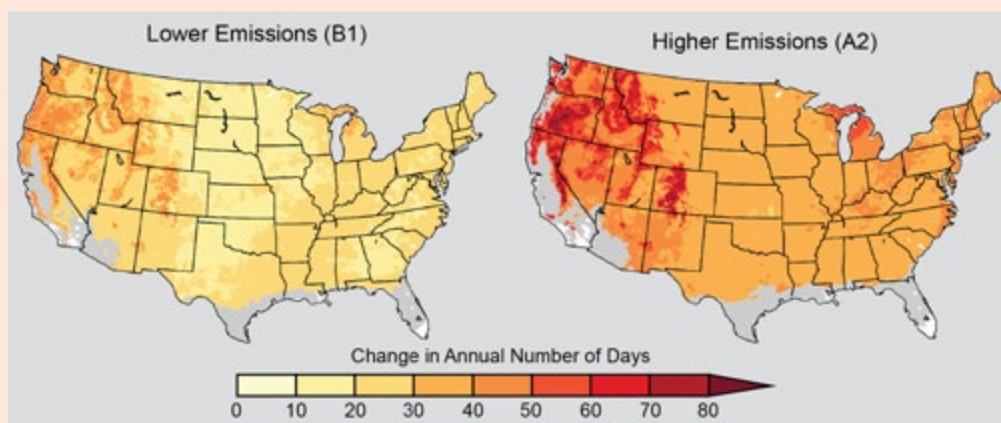 Lower Emissions (B1)
Higher Emissions (A2)
Change in Annual Number of Days
0 10 20 30 40 50 60 70 80